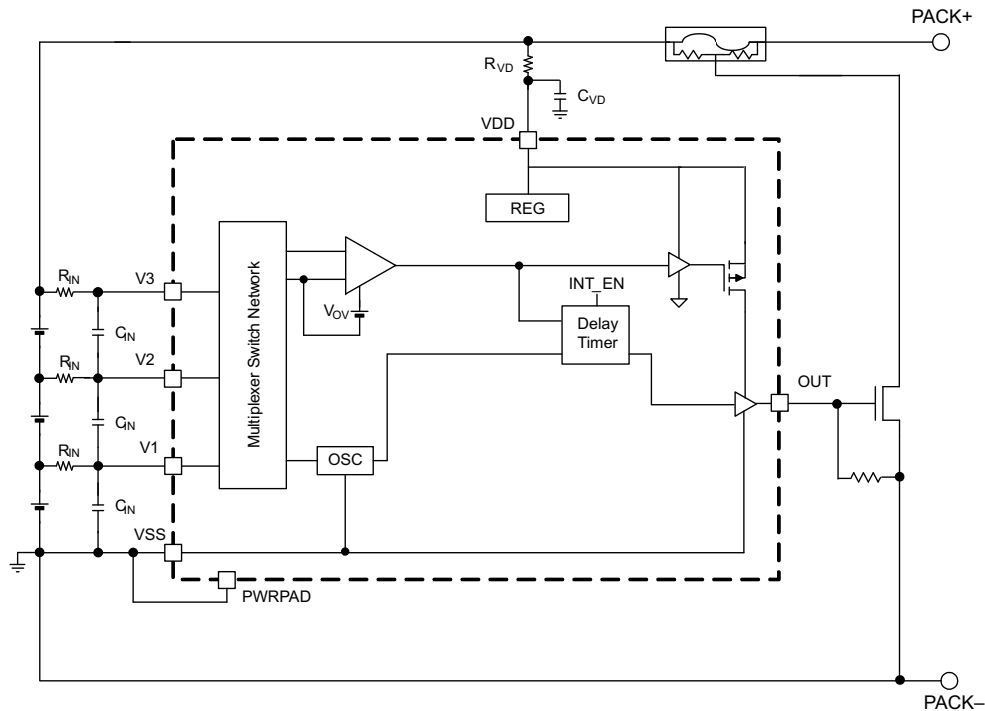 PACK+
RVD
CVD
VDD
REG
RIN
V3
INT_EN
VOV
Delay
Timer
CIN
Multiplexer Switch Network
RIN
V2
OUT
CIN
RIN
V1
OSC
CIN
VSS
PWRPAD
PACK–